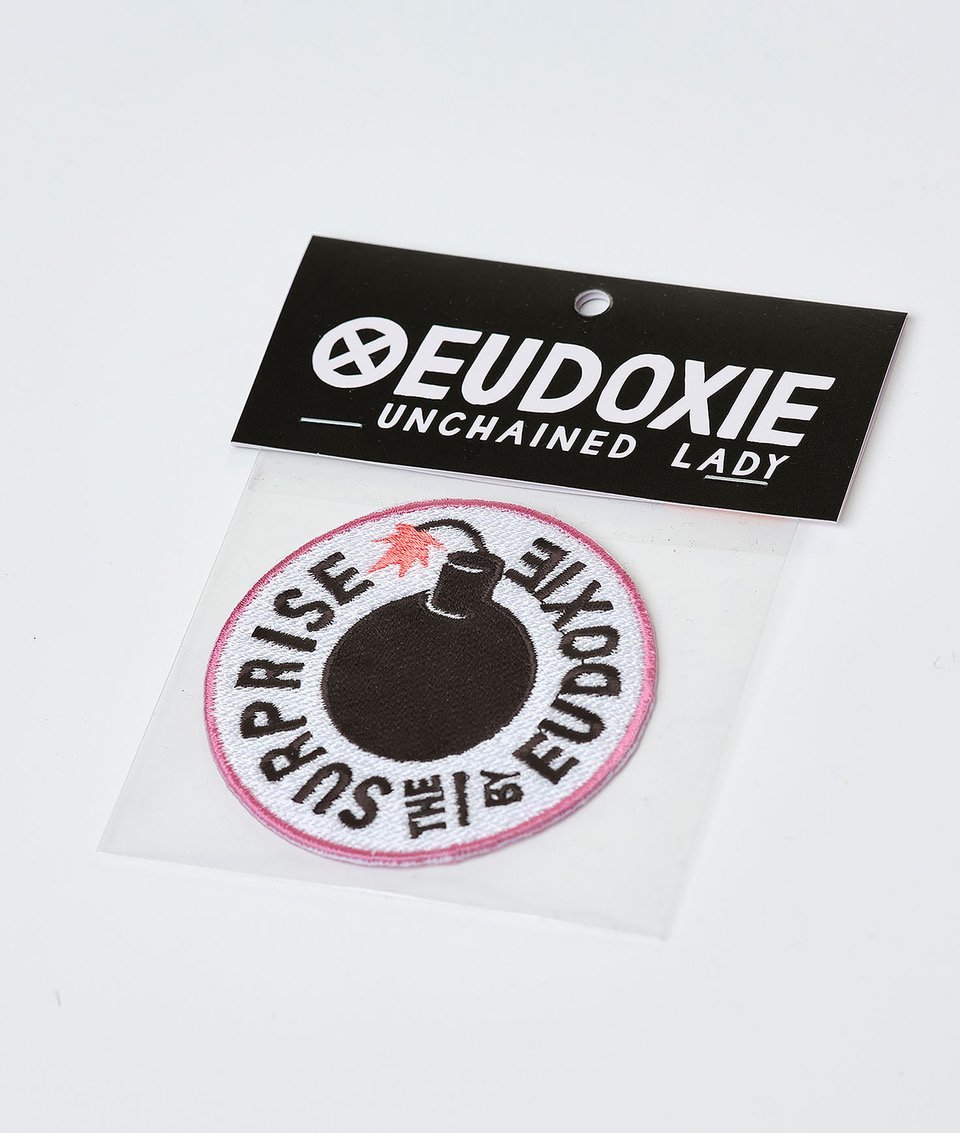 EUDOXIE
UNCHAINED LADY
THE SURPRISE
BY EUDOXIE